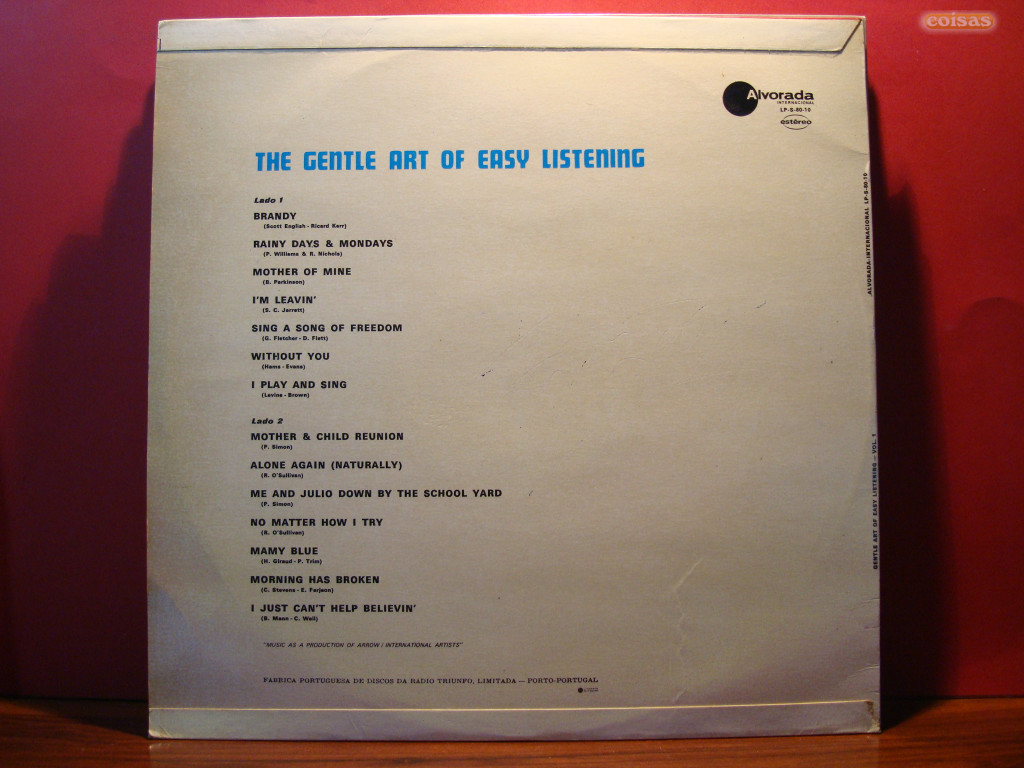 coisas
Alvorada
INTERNACIONAL
LP-S-80-10
estéreo
THE GENTLE ART OF EASY LISTENING
Lado 1
BRANDY
(Scott English - Ricard Kerr)
RAINY DAYS & MONDAYS
(P. Williams & R. Nichols)
MOTHER OF MINE
(B. Parkinson)
I'M LEAVIN'
(S. C. Jarrett)
SING A SONG OF FREEDOM
(G. Fletcher - D. Flett)
WITHOUT YOU
(Hams - Evans)
I PLAY AND SING
(Levine - Brown)
Lado 2
MOTHER & CHILD REUNION
(P. Simon)
ALONE AGAIN (NATURALLY)
(R. O'Sullivan)
ME AND JULIO DOWN BY THE SCHOOL YARD
(P. Simon)
NO MATTER HOW I TRY
(R. O'Sullivan)
MAMY BLUE
(H. Giraud - P. Trim)
MORNING HAS BROKEN
(C. Stevens - E. Farjeon)
I JUST CAN'T HELP BELIEVIN'
(B. Mann - C. Weil)
"MUSIC AS A PRODUCTION OF ARROW / INTERNATIONAL ARTISTS"
FABRICA PORTUGUESA DE DISCOS DA RADIO TRIUNFO, LIMITADA — PORTO-PORTUGAL
ALVORADA-INTERNACIONAL LP-S-80-10
GENTLE ART OF EASY LISTENING — VOL. 1